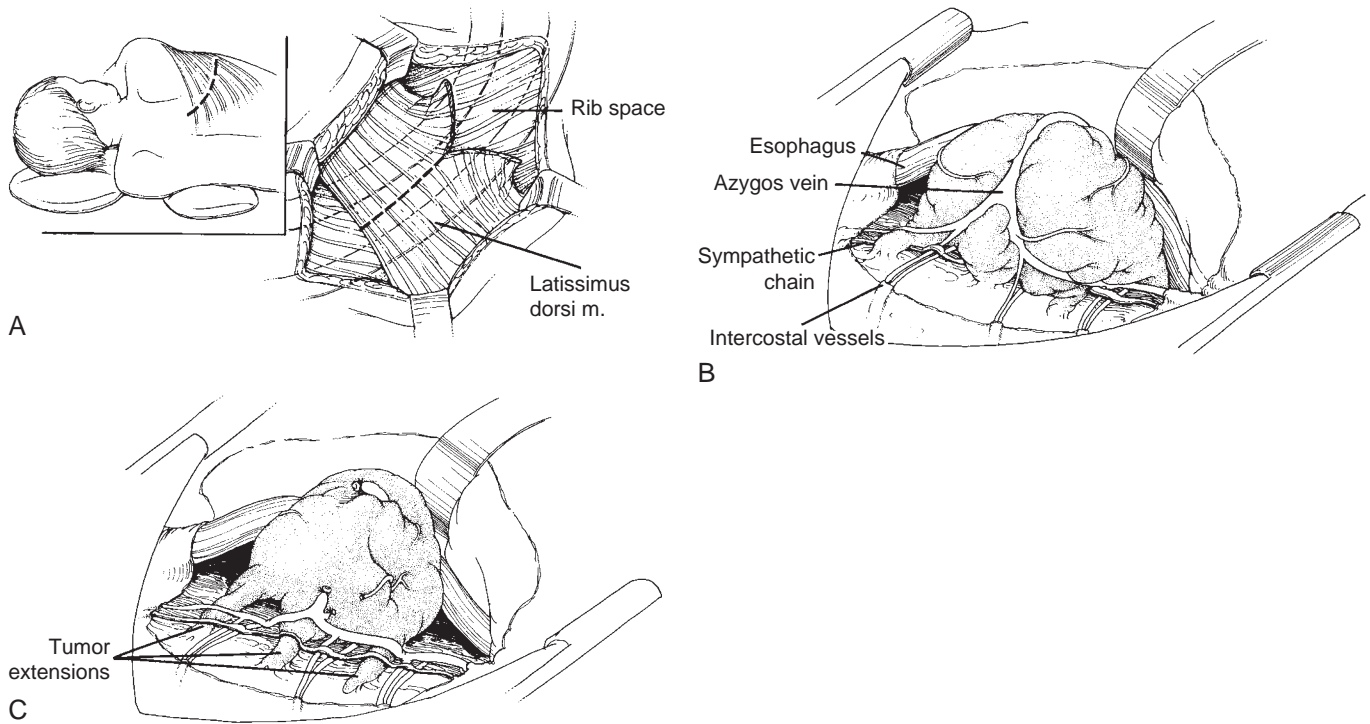 Rib space
Latissimus
dorsi m.
A
Esophagus
Azygos vein
Sympathetic
chain
Intercostal vessels
B
Tumor
extensions
C